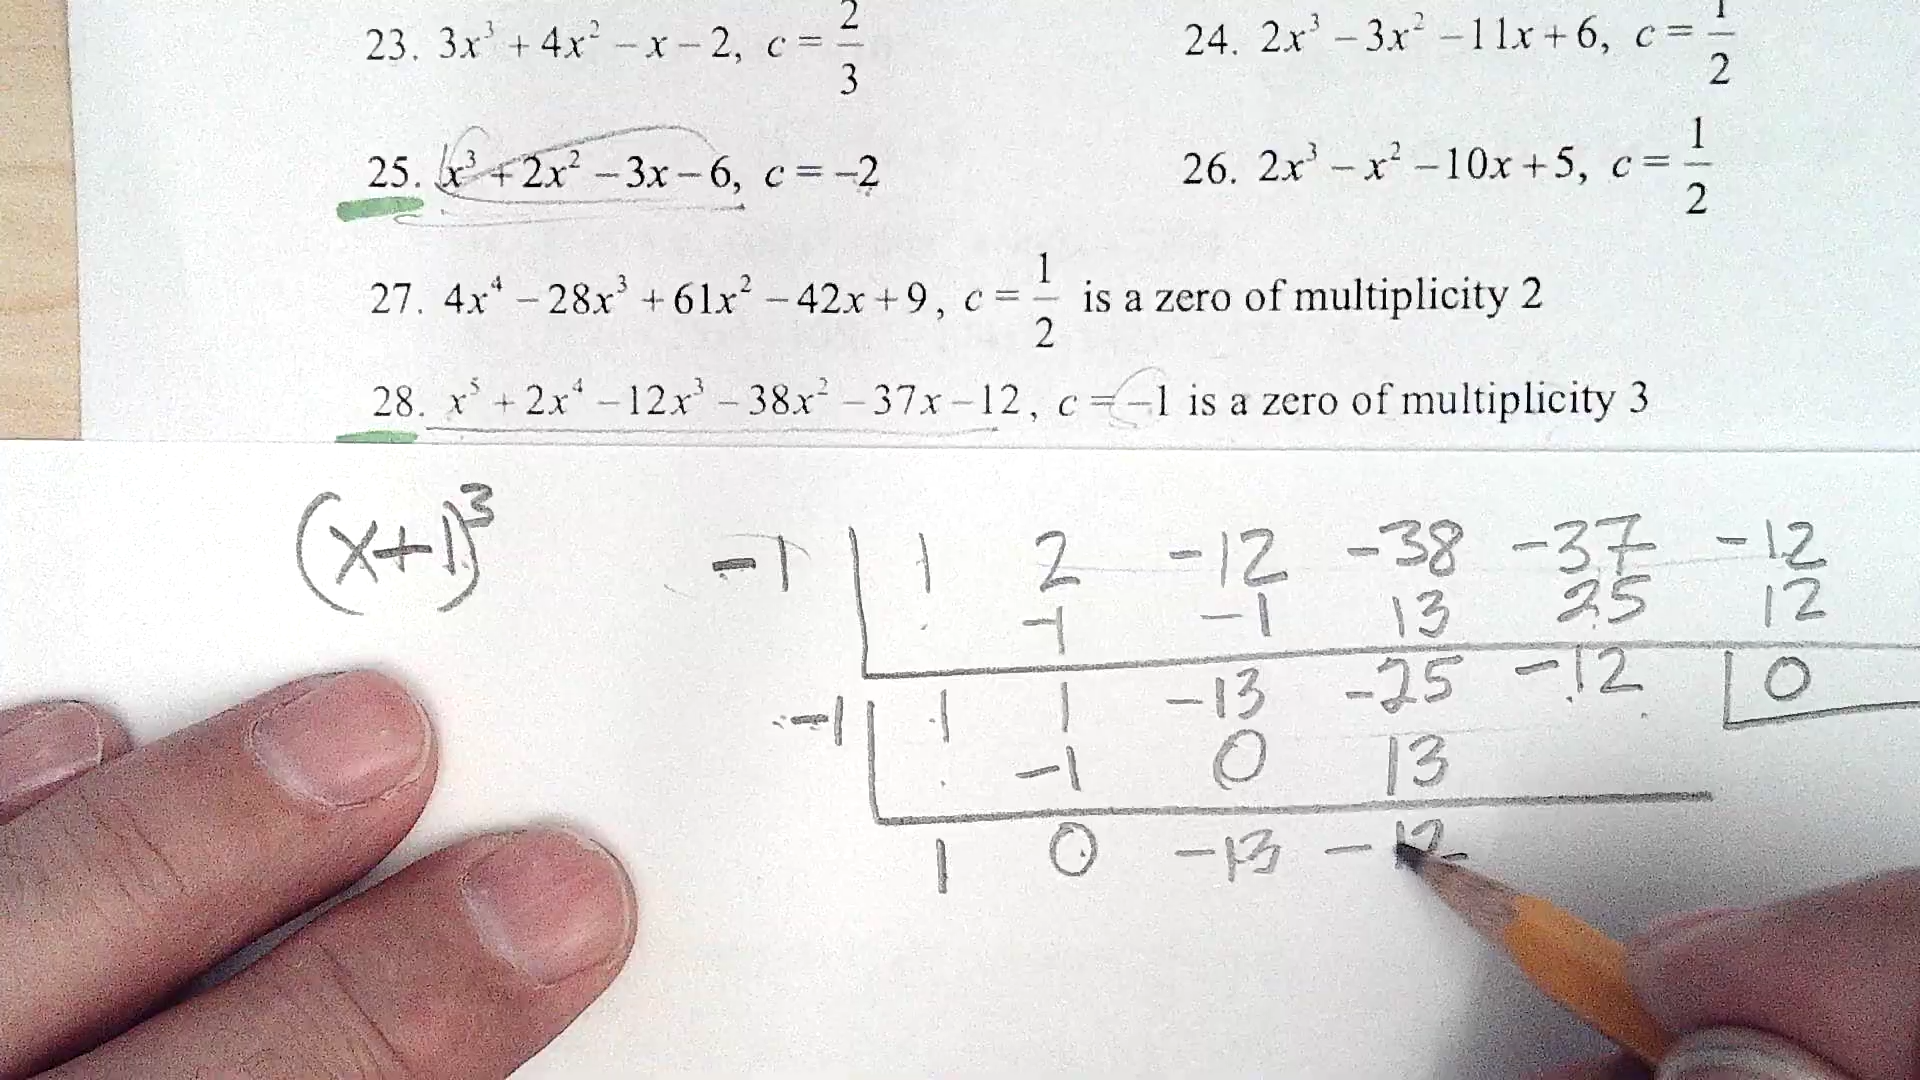 23. 3x³ + 4x² − x − 2, c = 2/3
24. 2x³ − 3x² − 11x + 6, c = 1/2
25. x³ + 2x² − 3x − 6, c = −2
26. 2x³ − x² − 10x + 5, c = 1/2
27. 4x⁴ − 28x³ + 61x² − 42x + 9, c = 1/2 is a zero of multiplicity 2
28. x⁵ + 2x⁴ − 12x³ − 38x² − 37x − 12, c = −1 is a zero of multiplicity 3
(x+1)³
-1 1 2 -12 -38 -37 -12
-1 -1 13 25 12
1 1 -13 -25 -12 0
-1
-1 0 13
1 0 -13 -12